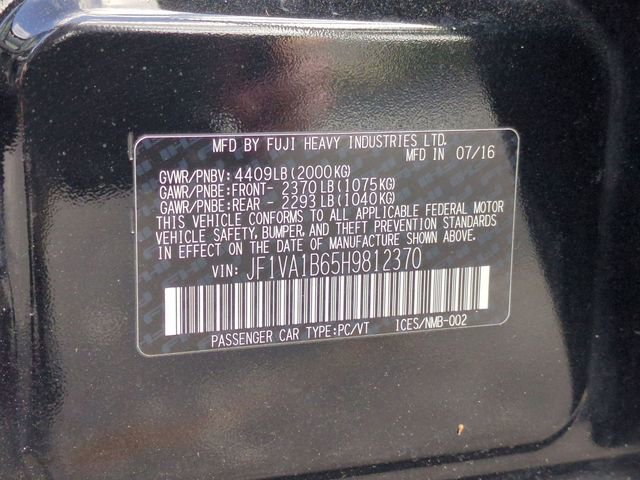 MFD BY FUJI HEAVY INDUSTRIES LTD.
MFD IN 07/16
GVWR/PNBV: 4409LB(2000KG)
GAWR/PNBE:FRONT- 2370LB(1075KG)
GAWR/PNBE:REAR - 2293LB(1040KG)
THIS VEHICLE CONFORMS TO ALL APPLICABLE FEDERAL MOTOR
VEHICLE SAFETY, BUMPER, AND THEFT PREVENTION STANDARDS
IN EFFECT ON THE DATE OF MANUFACTURE SHOWN ABOVE.
VIN: JF1VA1B65H9812370
PASSENGER CAR TYPE:PC/VT ICES/NMB-002